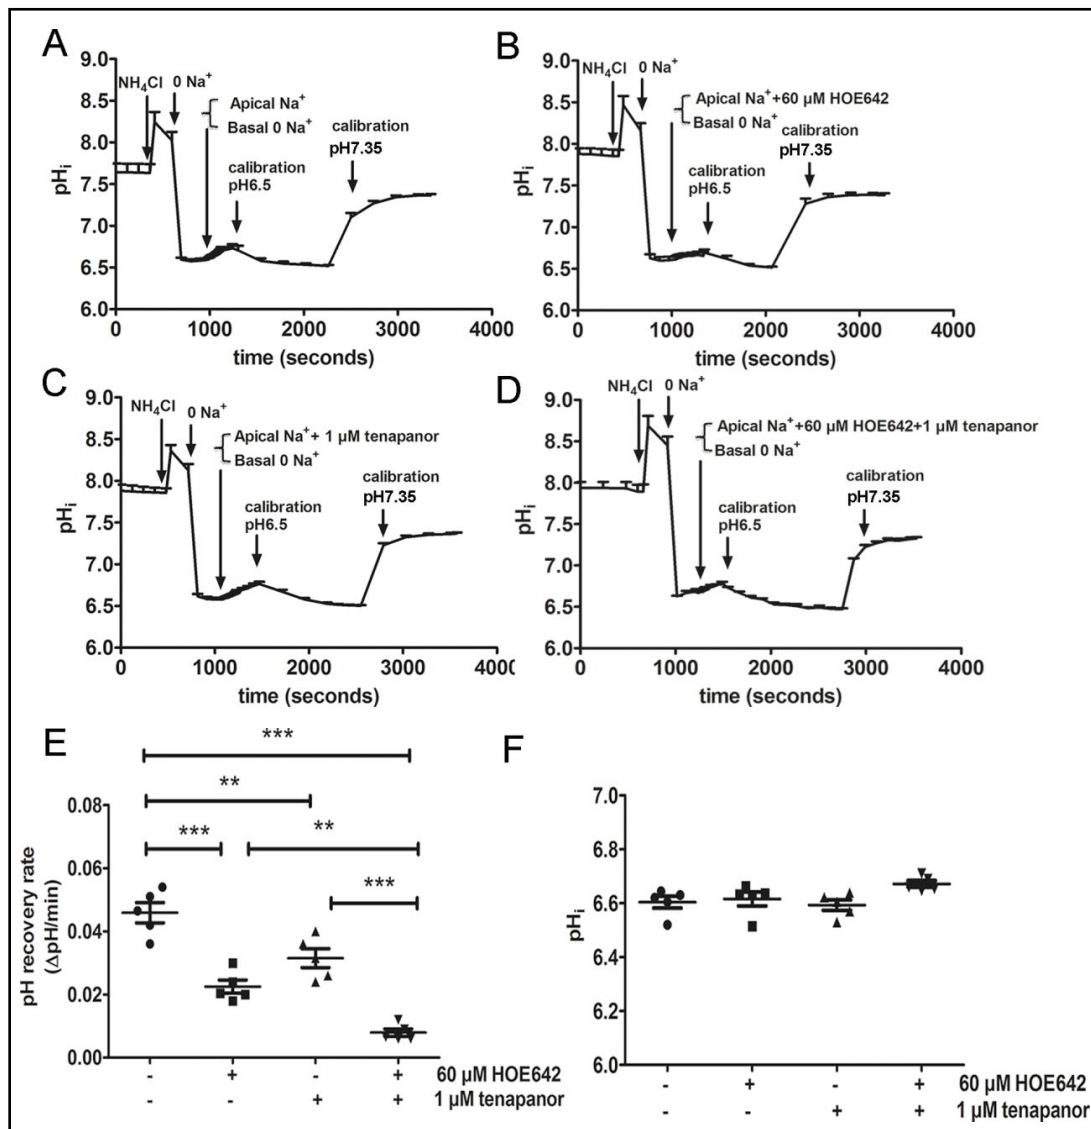 A
9.0
8.5
8.0
7.5
7.0
6.5
6.0
pHi
NH4Cl
0 Na+
Apical Na+
Basal 0 Na+
calibration
pH6.5
calibration
pH7.35
0 1000 2000 3000 4000
time (seconds)
B
9.0
8.5
8.0
7.5
7.0
6.5
6.0
pHi
NH4Cl
0 Na+
Apical Na++60 µM HOE642
Basal 0 Na+
calibration
pH6.5
calibration
pH7.35
0 1000 2000 3000 4000
time (seconds)
C
9.0
8.5
8.0
7.5
7.0
6.5
6.0
pHi
NH4Cl
0 Na+
Apical Na++ 1 µM tenapanor
Basal 0 Na+
calibration
pH6.5
calibration
pH7.35
0 1000 2000 3000 400
time (seconds)
D
9.0
8.5
8.0
7.5
7.0
6.5
6.0
pHi
NH4Cl
0 Na+
Apical Na++60 µM HOE642+1 µM tenapanor
Basal 0 Na+
calibration
pH6.5
calibration
pH7.35
0 1000 2000 3000 4000
time (seconds)
E
***
**
*** **
***
0.08
0.06
0.04
0.02
0.00
pH recovery rate
(ΔpH/min)
- + - + 60 µM HOE642
- - + + 1 µM tenapanor
F
7.0
6.8
6.6
6.4
6.2
6.0
pHi
- + - + 60 µM HOE642
- - + + 1 µM tenapanor